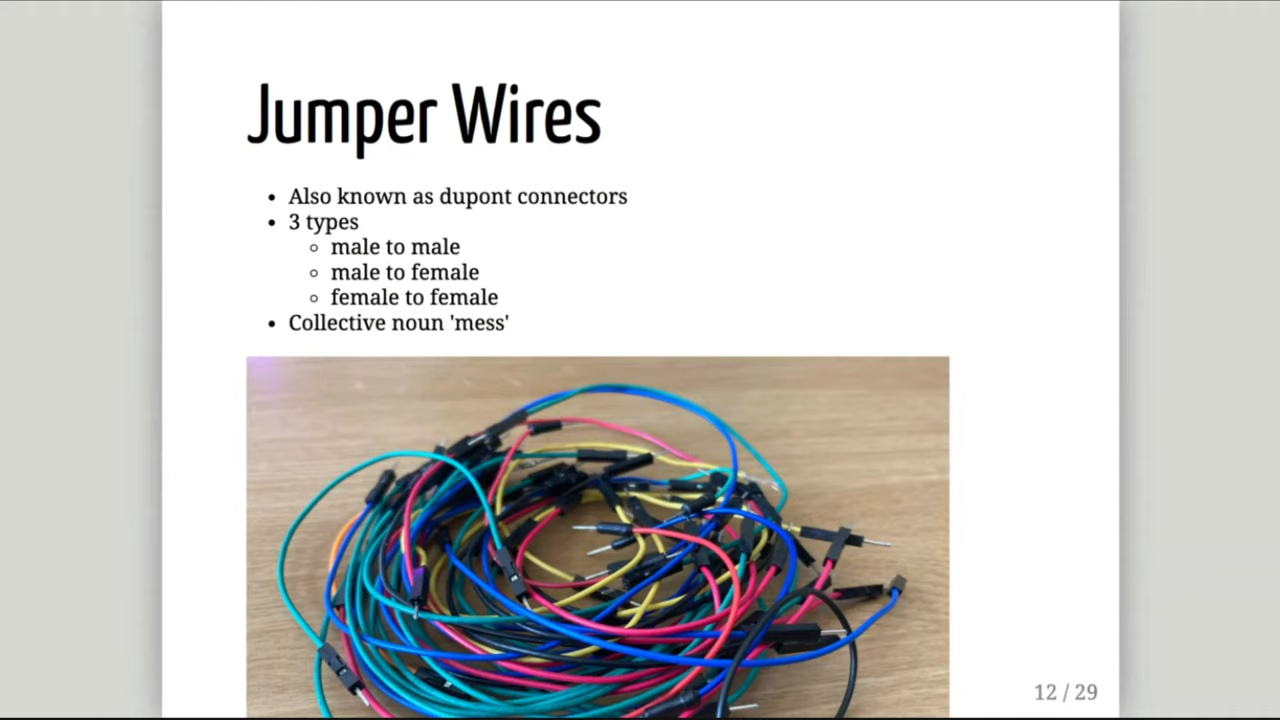 Jumper Wires
Also known as dupont connectors
3 types
male to male
male to female
female to female
Collective noun 'mess'
12 / 29